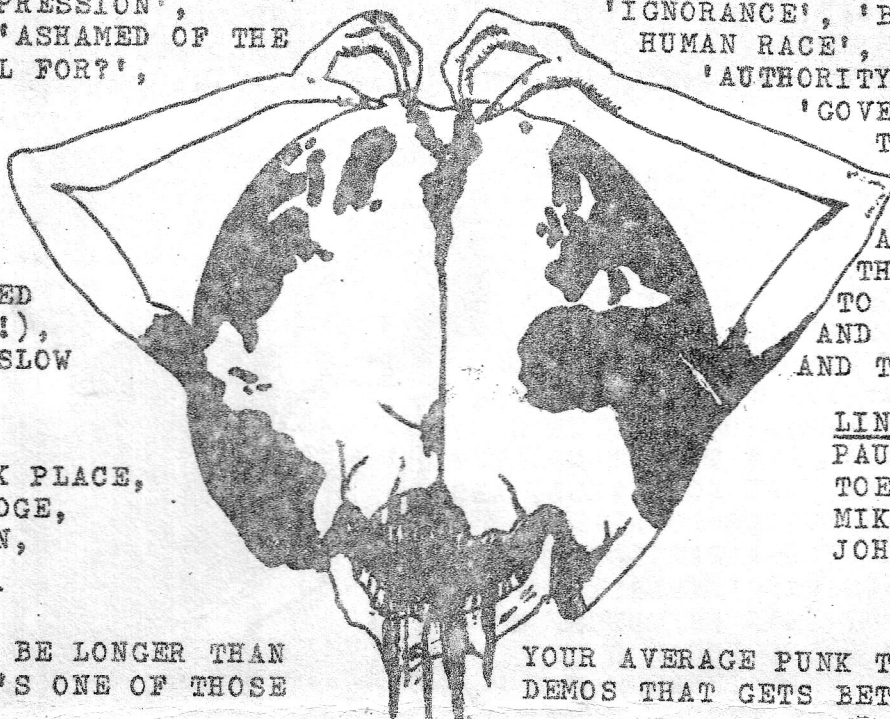 PRESSION', 'IGNORANCE', 'B
'ASHAMED OF THE HUMAN RACE',
L FOR?', 'AUTHORITY
'GOVE
T
A
TH
ED TO
!), AND
SLOW AND T
LIN
K PLACE, PAU
DGE, TOE
N, MIK
JOH
BE LONGER THAN YOUR AVERAGE PUNK T
'S ONE OF THOSE DEMOS THAT GETS BET